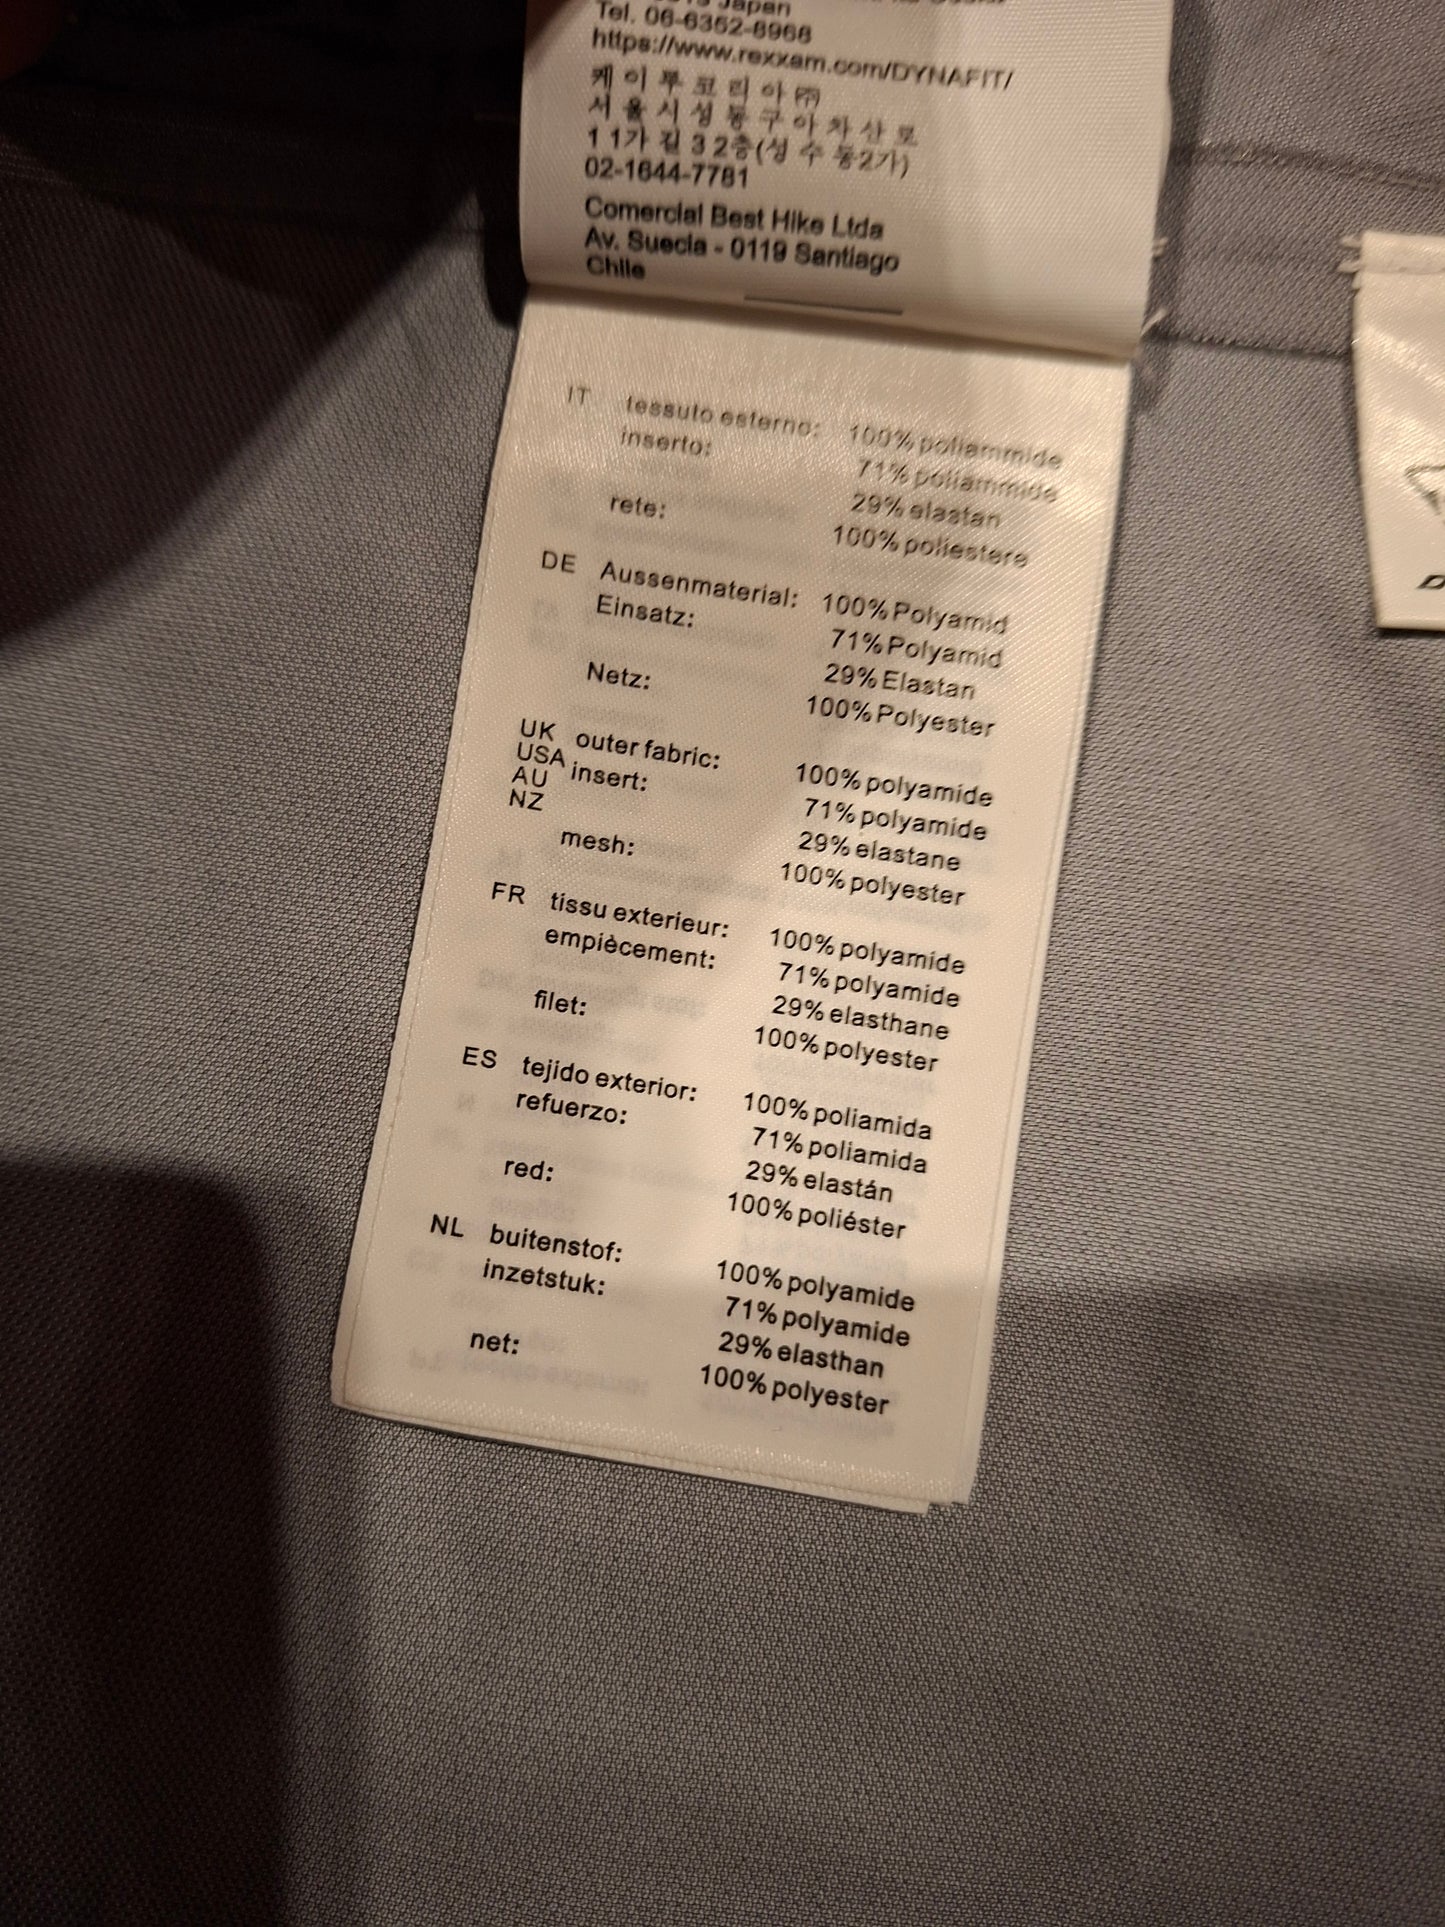 Japan
Tel. 06-6352-8968
https://www.rexxam.com/DYNAFIT/
케이투코리아㈜
서울시성동구아차산로
11가길 32층(성수동2가)
02-1644-7781
Comercial Best Hike Ltda
Av. Suecia - 0119 Santiago
Chile
IT tessuto esterno: 100% poliammide
inserto: 71% poliammide
29% elastan
rete: 100% poliestere
DE Aussenmaterial: 100% Polyamid
Einsatz: 71% Polyamid
29% Elastan
Netz: 100% Polyester
UK outer fabric: 100% polyamide
USA insert: 71% polyamide
AU 29% elastane
NZ
mesh: 100% polyester
FR tissu exterieur: 100% polyamide
empiècement: 71% polyamide
29% elasthane
filet: 100% polyester
ES tejido exterior: 100% poliamida
refuerzo: 71% poliamida
29% elastán
red: 100% poliéster
NL buitenstof: 100% polyamide
inzetstuk: 71% polyamide
29% elasthan
net: 100% polyester